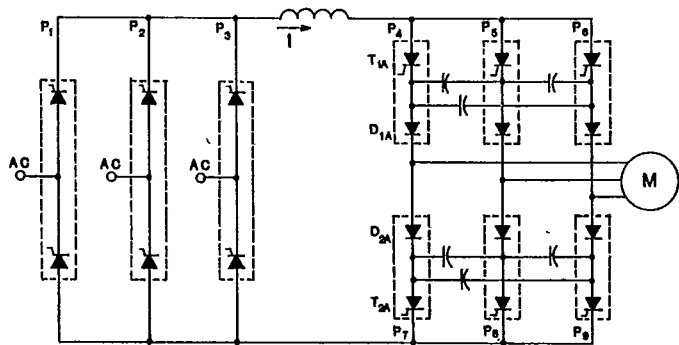 P1 P2 P3 I P4 P5 P6
T1A
D1A
AC AC AC
M
D2A
T2A
P7 P8 P9